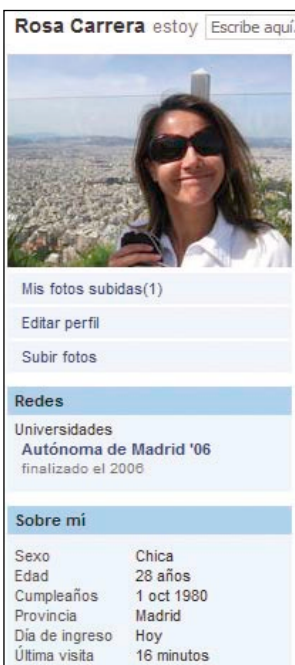 Rosa Carrera estoy Escribe aquí
Mis fotos subidas(1)
Editar perfil
Subir fotos
Redes
Universidades
Autónoma de Madrid '06
finalizado el 2006
Sobre mí
Sexo Chica
Edad 28 años
Cumpleaños 1 oct 1980
Provincia Madrid
Día de ingreso Hoy
Última visita 16 minutos